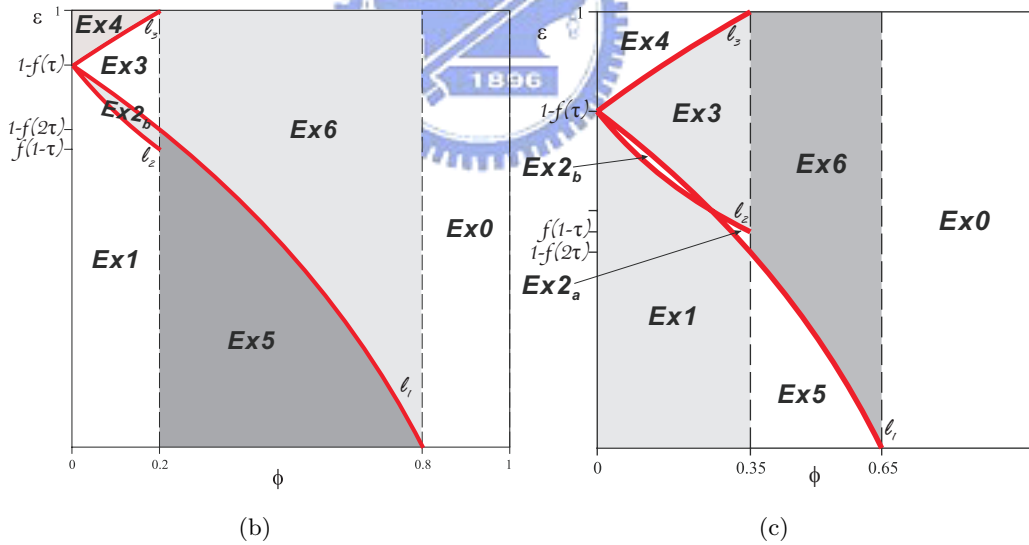 ε 1
Ex4
ℓ3
1-f(τ)
Ex3
Ex2b
1-f(2τ)
f(1-τ)
ℓ2
Ex6
Ex0
Ex1
Ex5
ℓ1
0 0.2 0.8 1
ϕ
(b)
1
ε
Ex4
ℓ3
1896
1-f(τ)
Ex3
Ex2b
Ex6
ℓ2
f(1-τ)
1-f(2τ)
Ex0
Ex2a
Ex1
Ex5
ℓ1
0 0.35 0.65
ϕ
(c)